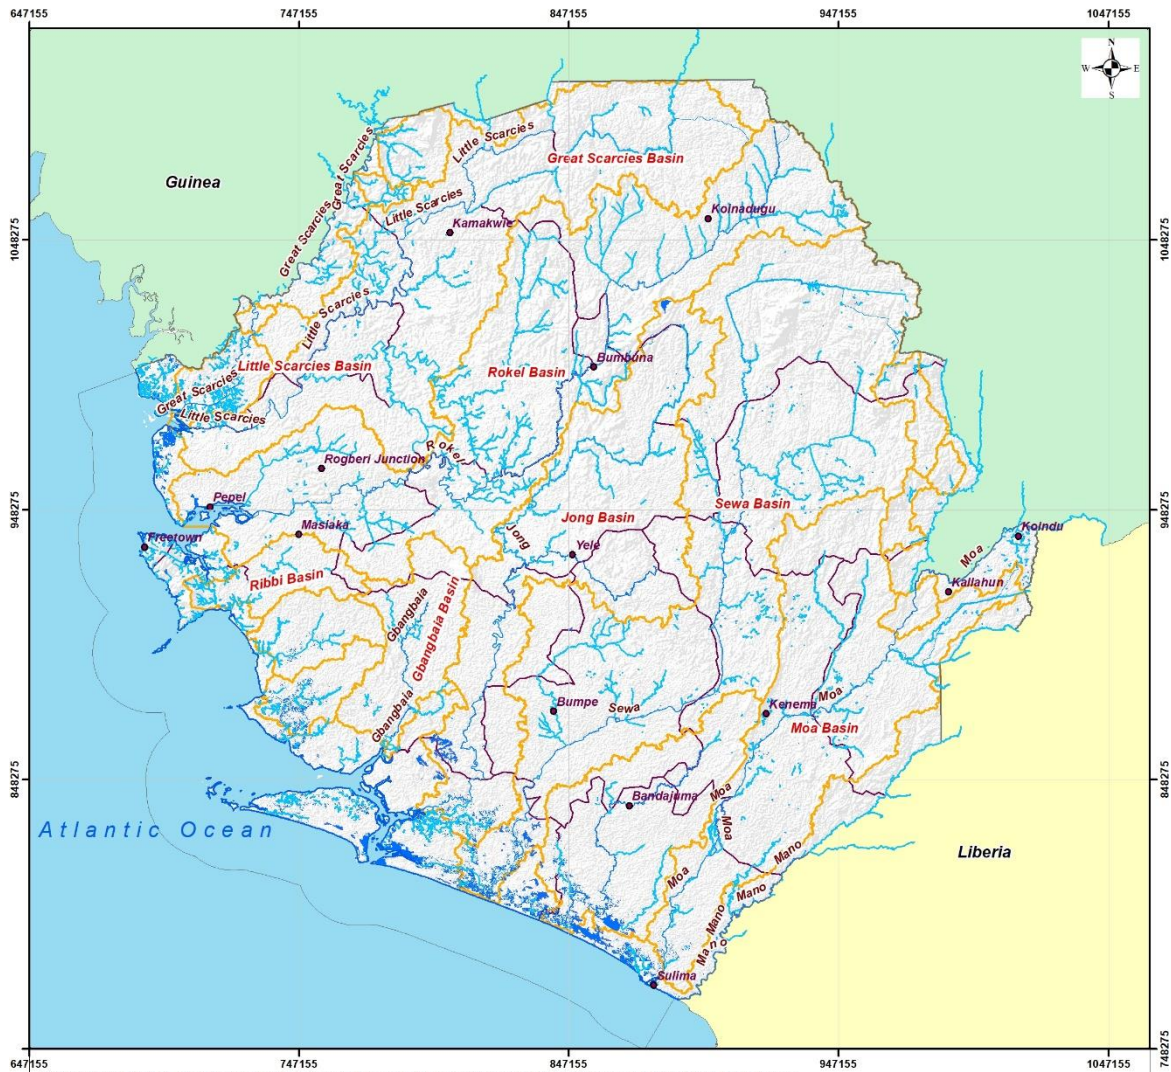 647155 747155 847155 947155 1047155
N
W E
S
Guinea
Great Scarcies
Little Scarcies
Great Scarcies Basin
Little Scarcies
Great Scarcies
Kamakwie
Koinadugu
1048275 1048275
Little Scarcies
Little Scarcies Basin
Rokel Basin
Bumbuna
Great Scarcies
Little Scarcies
Rokel
Rogberi Junction
Pepel
948275 948275
Sewa Basin
Jong Basin
Masiaka
Jong
Freetown
Yele
Koindu
Moa
Ribbi Basin
Kailahun
Gbangbaia
Gbangbaia Basin
Moa
Bumpe
Sewa
Kenema
Gbangbaia
Moa Basin
848275 848275
Moa
Bandajuma
Atlantic Ocean
Moa
Mano
Liberia
Moa
Mano
Mano
Mano
Sulima
748275
647155 747155 847155 947155 1047155